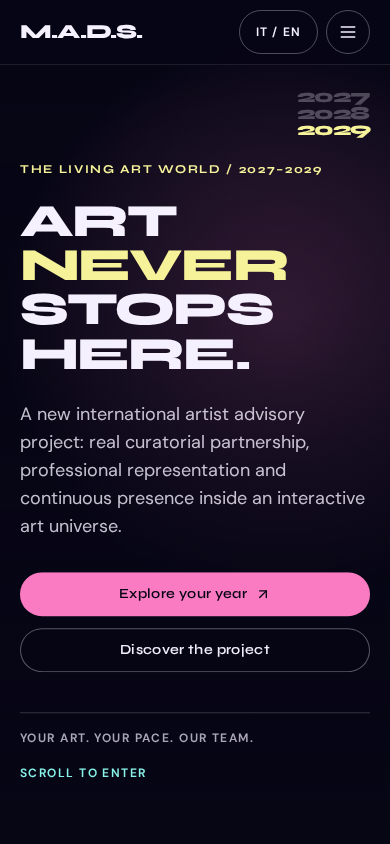 M.A.D.S.
IT / EN
2027
2028
2029
THE LIVING ART WORLD / 2027–2029
ART
NEVER
STOPS
HERE.
A new international artist advisory
project: real curatorial partnership,
professional representation and
continuous presence inside an interactive
art universe.
Explore your year
Discover the project
YOUR ART. YOUR PACE. OUR TEAM.
SCROLL TO ENTER